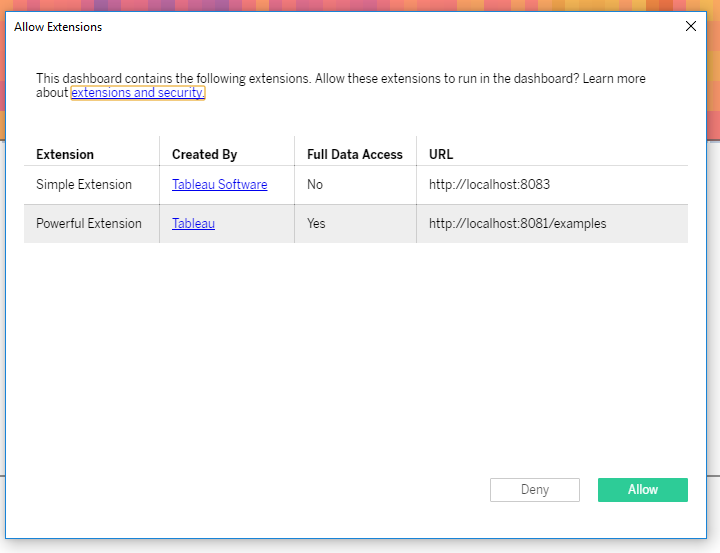 Allow Extensions
This dashboard contains the following extensions. Allow these extensions to run in the dashboard? Learn more
about extensions and security.
Extension Created By Full Data Access URL
Simple Extension Tableau Software No http://localhost:8083
Powerful Extension Tableau Yes http://localhost:8081/examples
Deny Allow